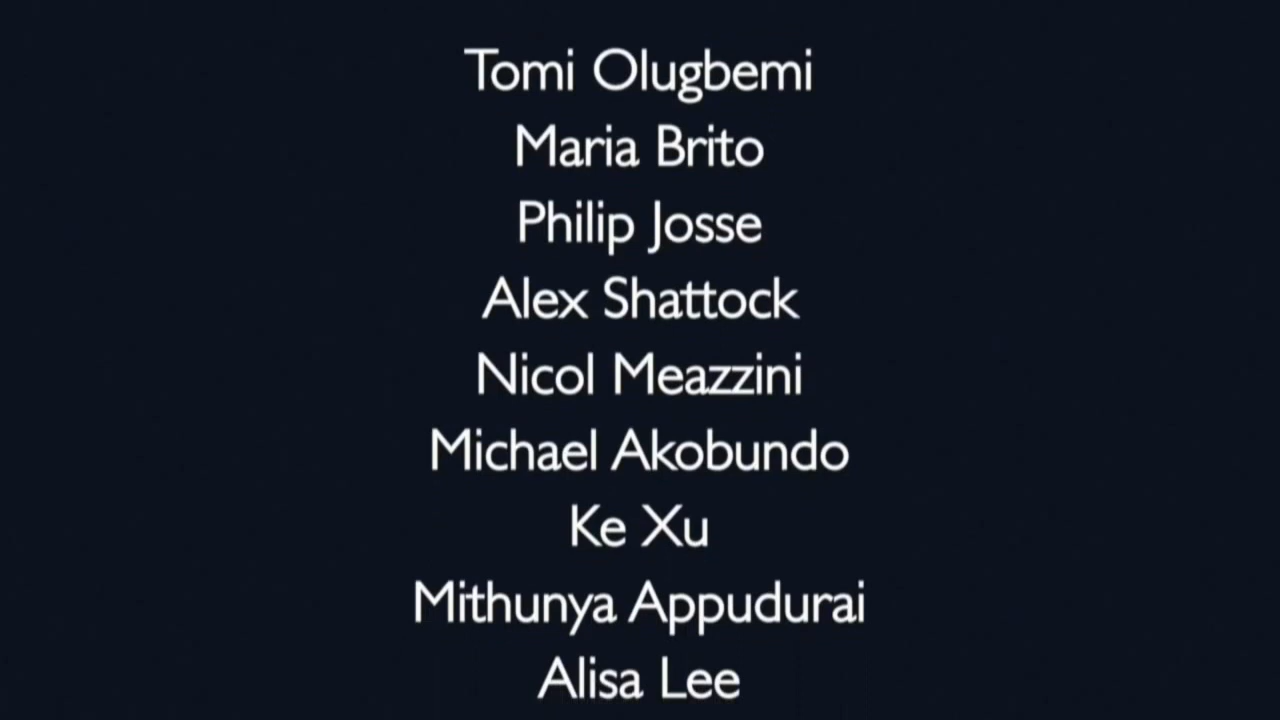 Tomi Olugbemi
Maria Brito
Philip Josse
Alex Shattock
Nicol Meazzini
Michael Akobundo
Ke Xu
Mithunya Appudurai
Alisa Lee